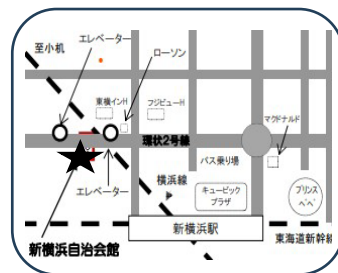 至小机
エレベーター
ローソン
東横インH
フジビューH
マクドナルド
環状2号線
バス乗り場
エレベーター
横浜線
キュービック
プラザ
プリンス
ペペ
新横浜駅
新横浜自治会館
東海道新幹線